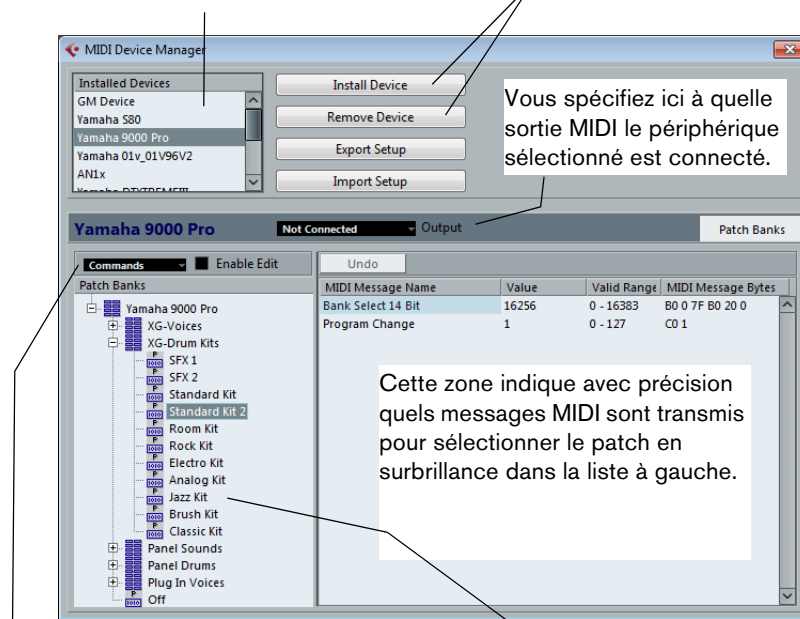 MIDI Device Manager
Installed Devices
GM Device
Yamaha S80
Yamaha 9000 Pro
Yamaha 01v_01V96V2
AN1x
Yamaha DTXTREMEIII
Install Device
Remove Device
Export Setup
Import Setup
Vous spécifiez ici à quelle
sortie MIDI le périphérique
sélectionné est connecté.
Yamaha 9000 Pro
Not Connected
Output
Patch Banks
Commands
Enable Edit
Undo
Patch Banks
MIDI Message Name Value Valid Range MIDI Message Bytes
Bank Select 14 Bit 16256 0 - 16383 B0 0 7F B0 20 0
Program Change 1 0 - 127 C0 1
Yamaha 9000 Pro
XG-Voices
XG-Drum Kits
SFX 1
SFX 2
Standard Kit
Standard Kit 2
Room Kit
Rock Kit
Electro Kit
Analog Kit
Jazz Kit
Brush Kit
Classic Kit
Panel Sounds
Panel Drums
Plug In Voices
Off
Cette zone indique avec précision
quels messages MIDI sont transmis
pour sélectionner le patch en
surbrillance dans la liste à gauche.